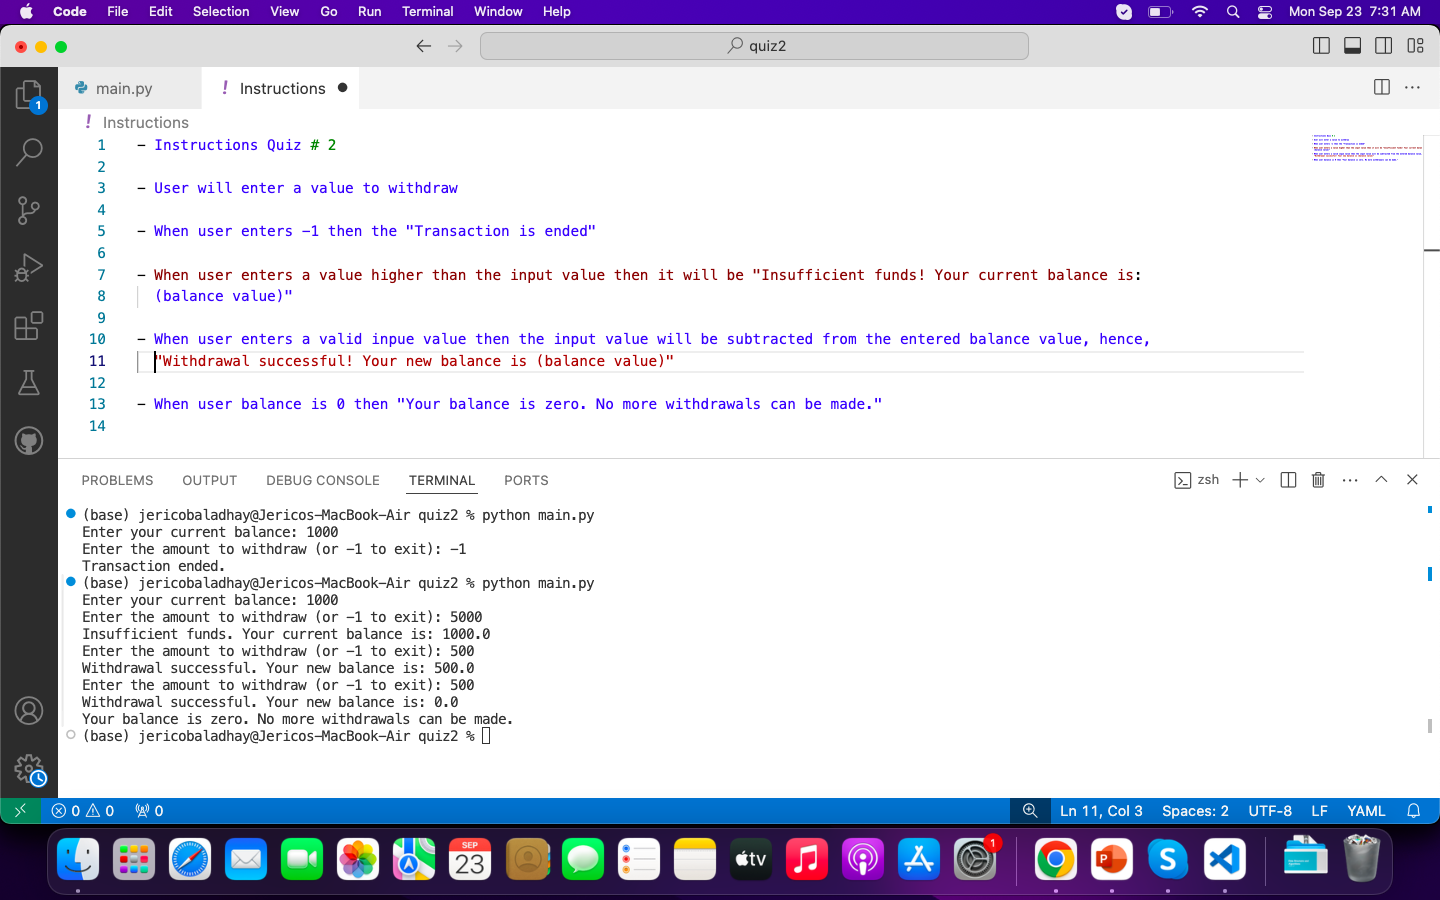 Code File Edit Selection View Go Run Terminal Window Help Mon Sep 23 7:31 AM
quiz2
main.py ! Instructions
! Instructions
1 - Instructions Quiz # 2
2
3 - User will enter a value to withdraw
4
5 - When user enters -1 then the "Transaction is ended"
6
7 - When user enters a value higher than the input value then it will be "Insufficient funds! Your current balance is:
8 (balance value)"
9
10 - When user enters a valid inpue value then the input value will be subtracted from the entered balance value, hence,
11 "Withdrawal successful! Your new balance is (balance value)"
12
13 - When user balance is 0 then "Your balance is zero. No more withdrawals can be made."
14
PROBLEMS OUTPUT DEBUG CONSOLE TERMINAL PORTS zsh
(base) jericobaladhay@Jericos-MacBook-Air quiz2 % python main.py
Enter your current balance: 1000
Enter the amount to withdraw (or -1 to exit): -1
Transaction ended.
(base) jericobaladhay@Jericos-MacBook-Air quiz2 % python main.py
Enter your current balance: 1000
Enter the amount to withdraw (or -1 to exit): 5000
Insufficient funds. Your current balance is: 1000.0
Enter the amount to withdraw (or -1 to exit): 500
Withdrawal successful. Your new balance is: 500.0
Enter the amount to withdraw (or -1 to exit): 500
Withdrawal successful. Your new balance is: 0.0
Your balance is zero. No more withdrawals can be made.
(base) jericobaladhay@Jericos-MacBook-Air quiz2 %
1
0 0 0 Ln 11, Col 3 Spaces: 2 UTF-8 LF YAML
SEP
23
tv
1
P
S